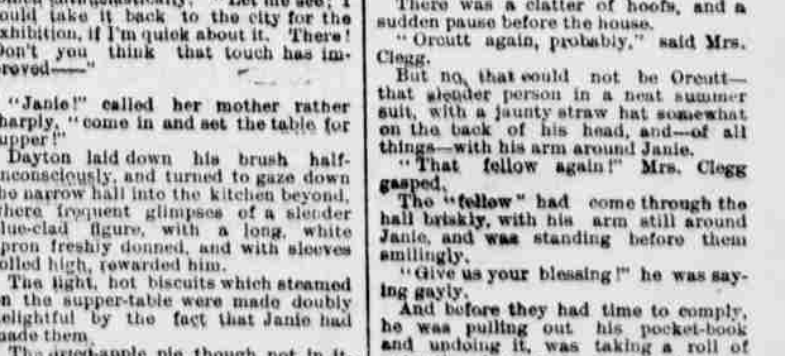 take it back to the city for the
exhibition, if I'm quick about it. There!
Don't you think that touch has im-
proved——"
"Janie!" called her mother rather
sharply, "come in and set the table for
supper!"
Dayton laid down his brush half-
unconsciously, and turned to gaze down
the narrow hall into the kitchen beyond,
where frequent glimpses of a slender
blue-clad figure, with a long, white
apron freshly donned, and with sleeves
rolled high, rewarded him.
The light, hot biscuits which steamed
on the supper-table were made doubly
delightful by the fact that Janie had
made them.
The dried-apple pie though not in it-
There was a clatter of hoofs, and a
sudden pause before the house.
"Orcutt again, probably," said Mrs.
Clegg.
But no, that could not be Orcutt—
that slender person in a neat summer
suit, with a jaunty straw hat somewhat
on the back of his head, and—of all
things—with his arm around Janie.
"That fellow again!" Mrs. Clegg
gasped.
The "fellow" had come through the
hall briskly, with his arm still around
Janie, and was standing before them
smilingly.
"Give us your blessing!" he was say-
ing gayly.
And before they had time to comply,
he was pulling out his pocket-book
and undoing it, was taking a roll of